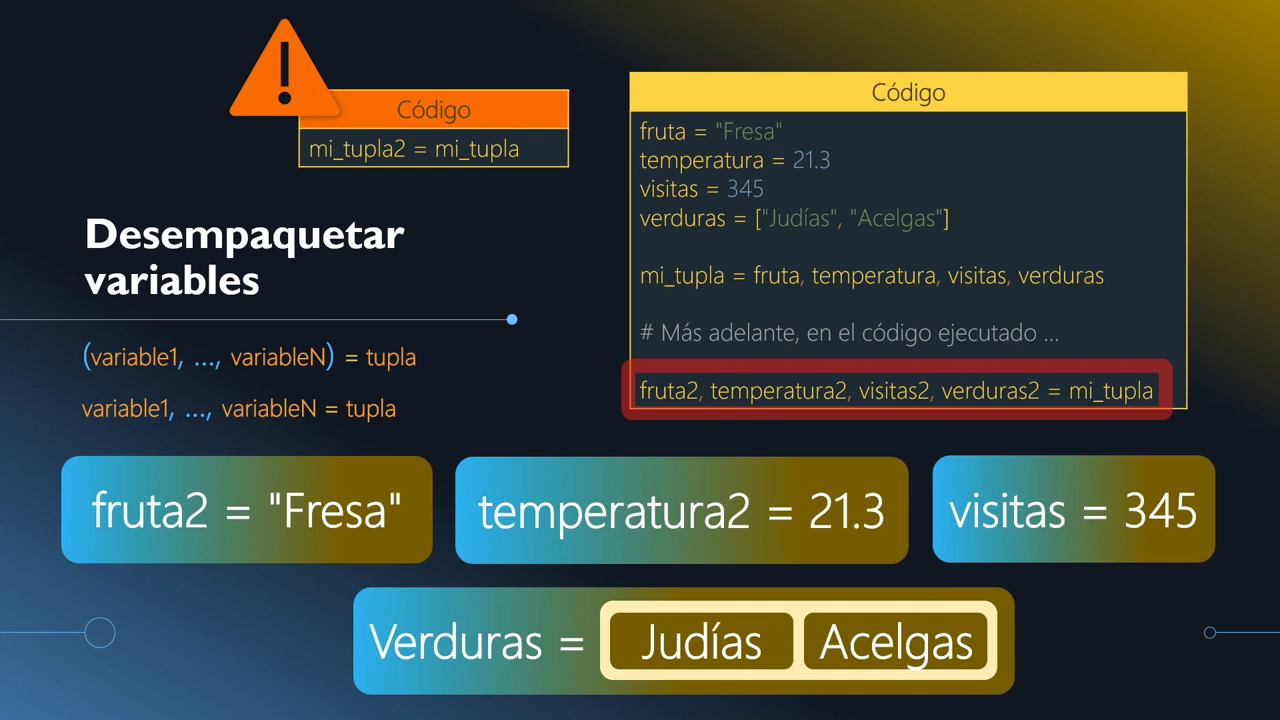 !
Código
mi_tupla2 = mi_tupla
Desempaquetar
variables
(variable1, ..., variableN) = tupla
variable1, ..., variableN = tupla
Código
fruta = "Fresa"
temperatura = 21.3
visitas = 345
verduras = ["Judías", "Acelgas"]
mi_tupla = fruta, temperatura, visitas, verduras
# Más adelante, en el código ejecutado ...
fruta2, temperatura2, visitas2, verduras2 = mi_tupla
fruta2 = "Fresa"
temperatura2 = 21.3
visitas = 345
Verduras = Judías Acelgas